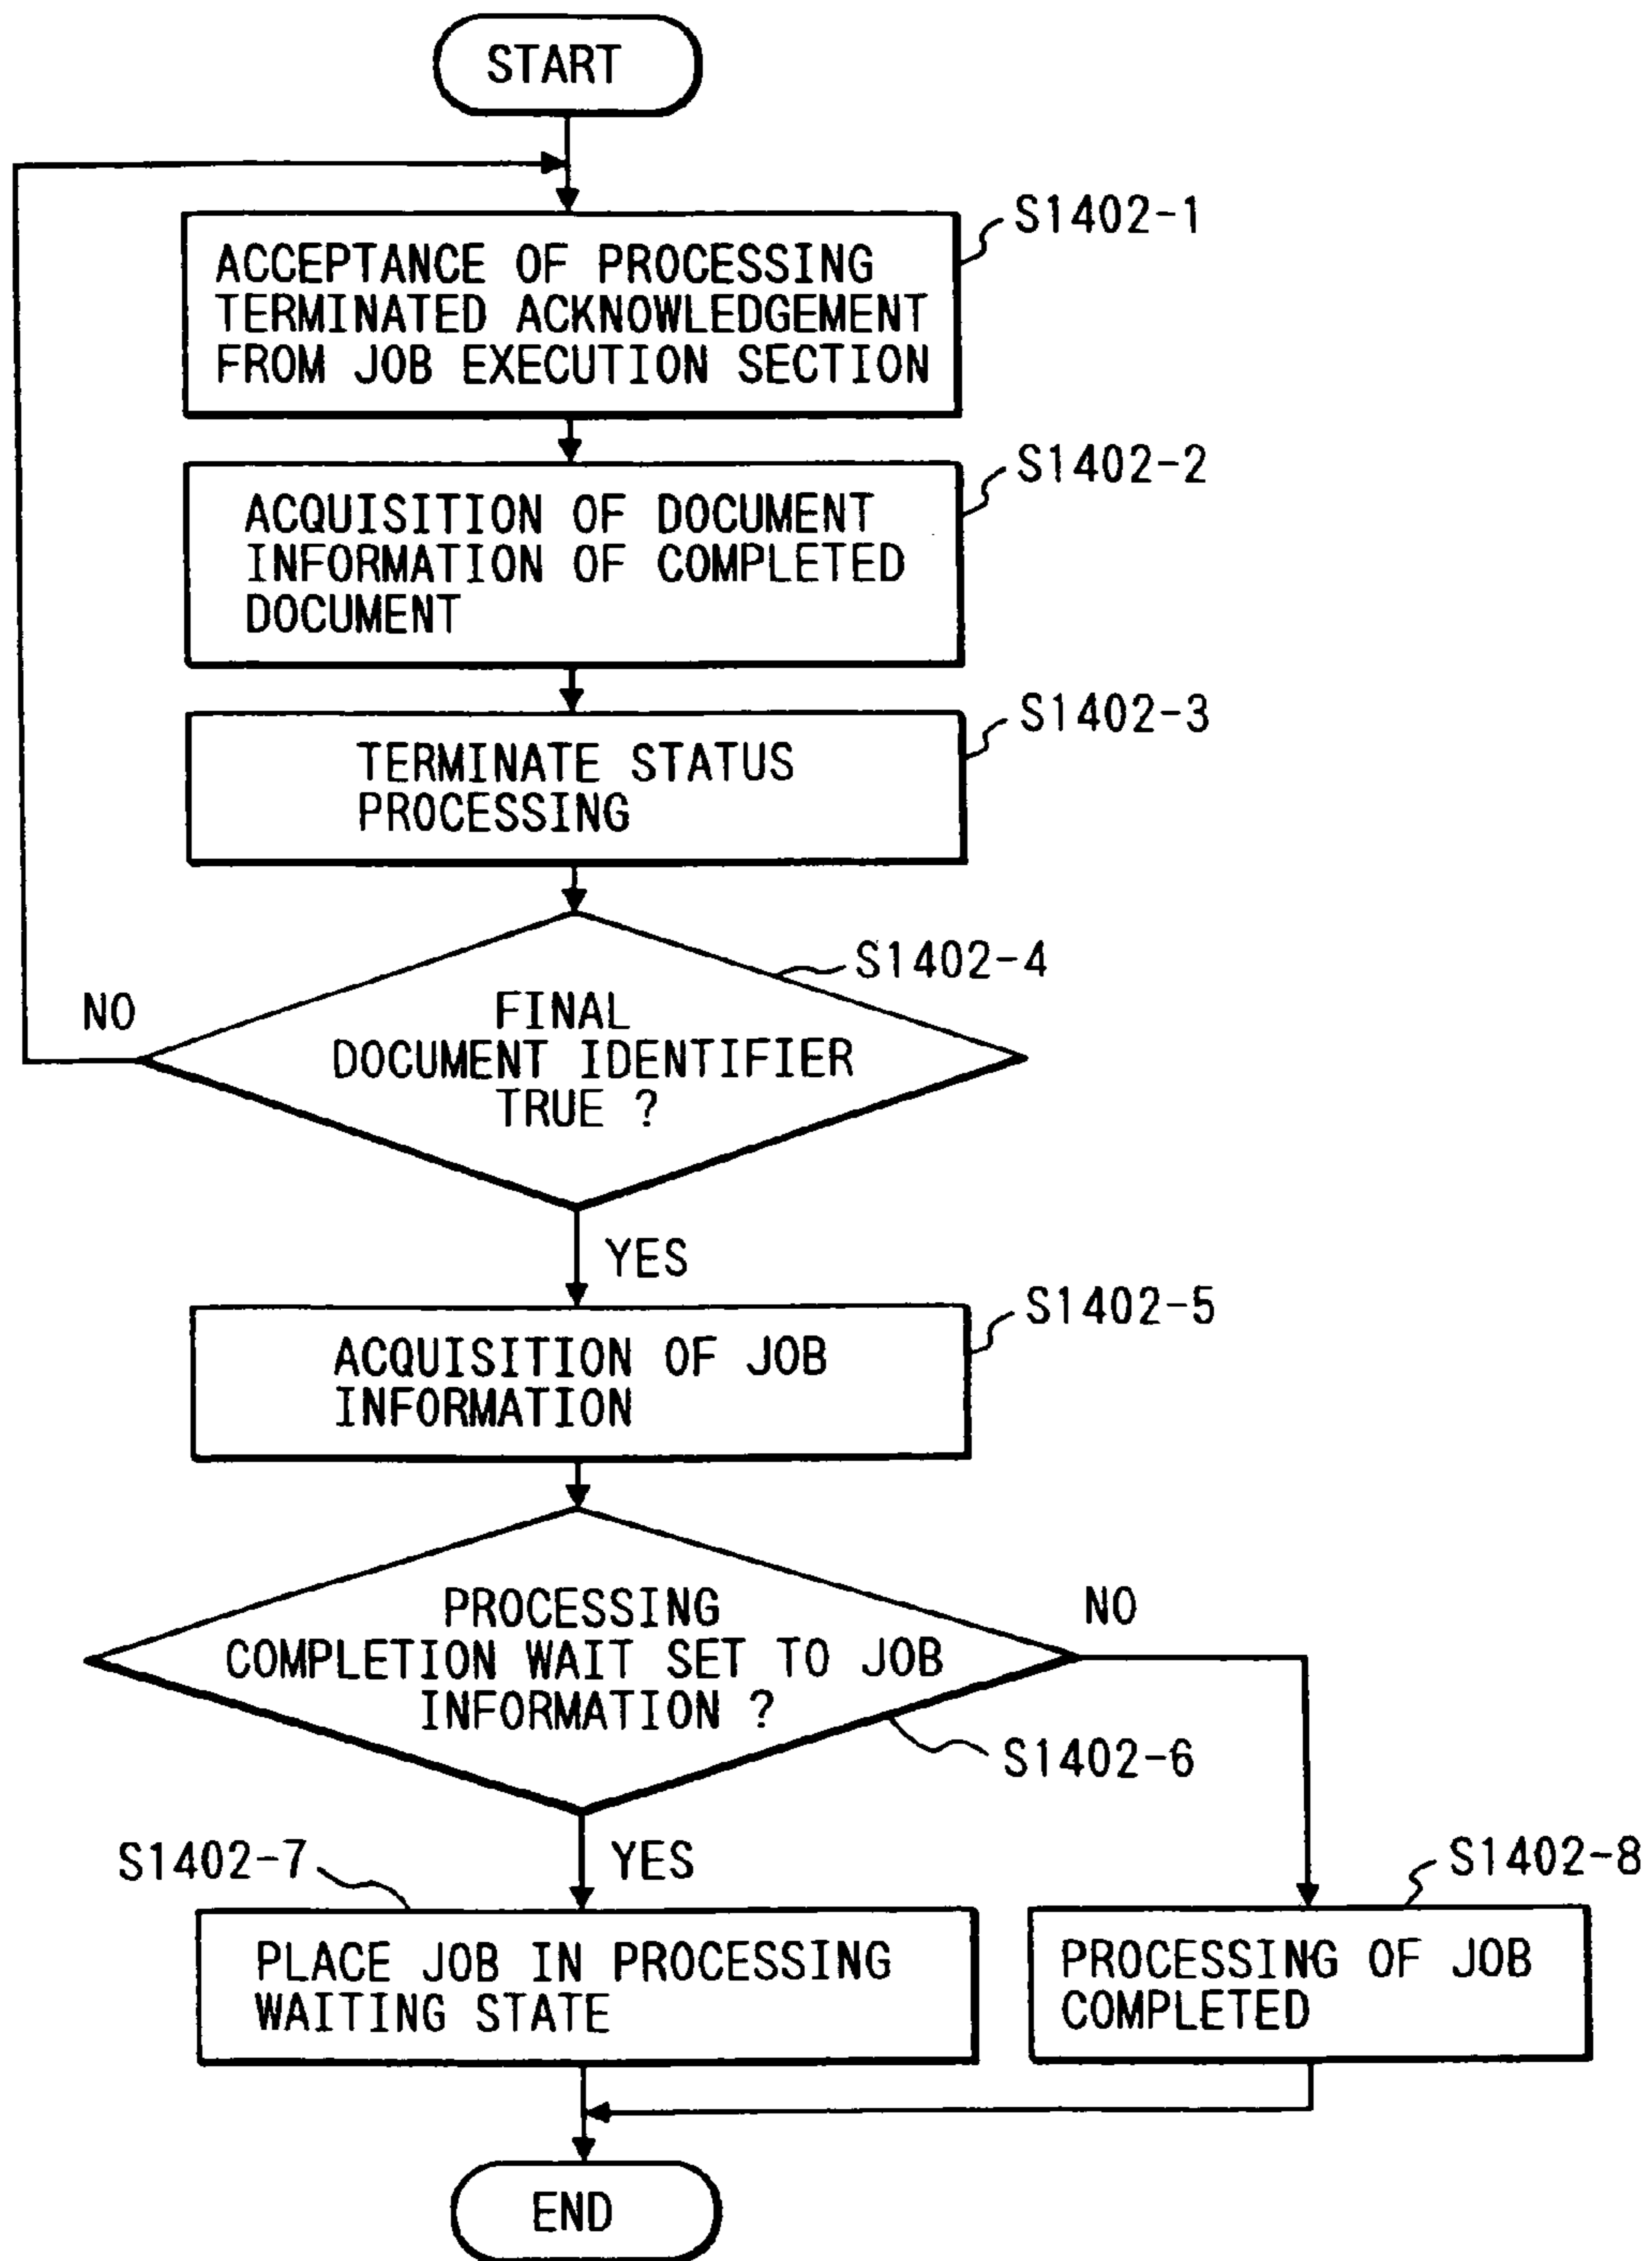 START
S1402-1
ACCEPTANCE OF PROCESSING
TERMINATED ACKNOWLEDGEMENT
FROM JOB EXECUTION SECTION
S1402-2
ACQUISITION OF DOCUMENT
INFORMATION OF COMPLETED
DOCUMENT
S1402-3
TERMINATE STATUS
PROCESSING
S1402-4
NO
FINAL
DOCUMENT IDENTIFIER
TRUE ?
YES
S1402-5
ACQUISITION OF JOB
INFORMATION
NO
PROCESSING
COMPLETION WAIT SET TO JOB
INFORMATION ?
S1402-6
S1402-7
YES
S1402-8
PLACE JOB IN PROCESSING
WAITING STATE
PROCESSING OF JOB
COMPLETED
END